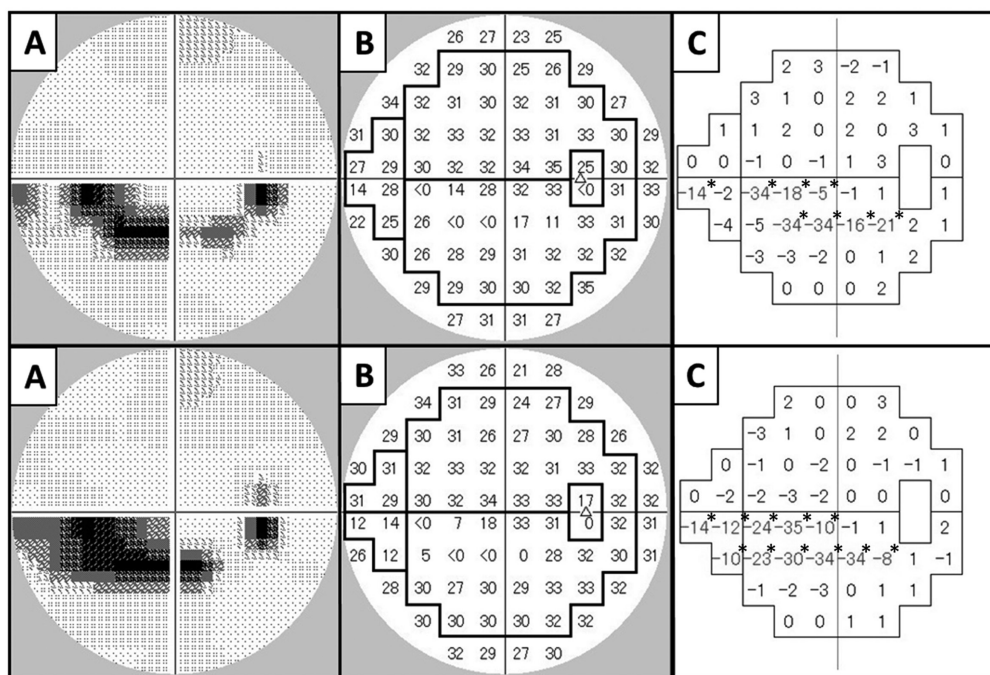 A
B
26 27 23 25
32 29 30 25 26 29
34 32 31 30 32 31 30 27
31 30 32 33 32 33 31 33 30 29
27 29 30 32 32 34 35 25 30 32
14 28 <0 14 28 32 33 <0 31 33
22 25 26 <0 <0 17 11 33 31 30
30 26 28 29 31 32 32 32
29 29 30 30 32 35
27 31 31 27
C
2 3 -2 -1
3 1 0 2 2 1
1 1 2 0 2 0 3 1
0 0 -1 0 -1 1 3 0
-14* -2 -34* -18* -5* -1 1 1
-4 -5 -34* -34* -16* -21* 2 1
-3 -3 -2 0 1 2
0 0 0 2
A
B
33 26 21 28
34 31 29 24 27 29
29 30 31 26 27 30 28 26
30 31 32 33 32 32 31 33 32 32
31 29 30 32 34 33 33 17 32 32
12 14 <0 7 18 33 31 0 32 31
26 12 5 <0 <0 0 28 32 30 31
28 30 27 30 29 33 33 32
30 30 30 30 32 32
32 29 27 30
C
2 0 0 3
-3 1 0 2 2 0
0 -1 0 -2 0 -1 -1 1
0 -2 -2 -3 -2 0 0 0
-14* -12* -24* -35* -10* -1 1 2
-10* -23* -30* -34* -34* -8* 1 -1
-1 -2 -3 0 1 1
0 0 1 1